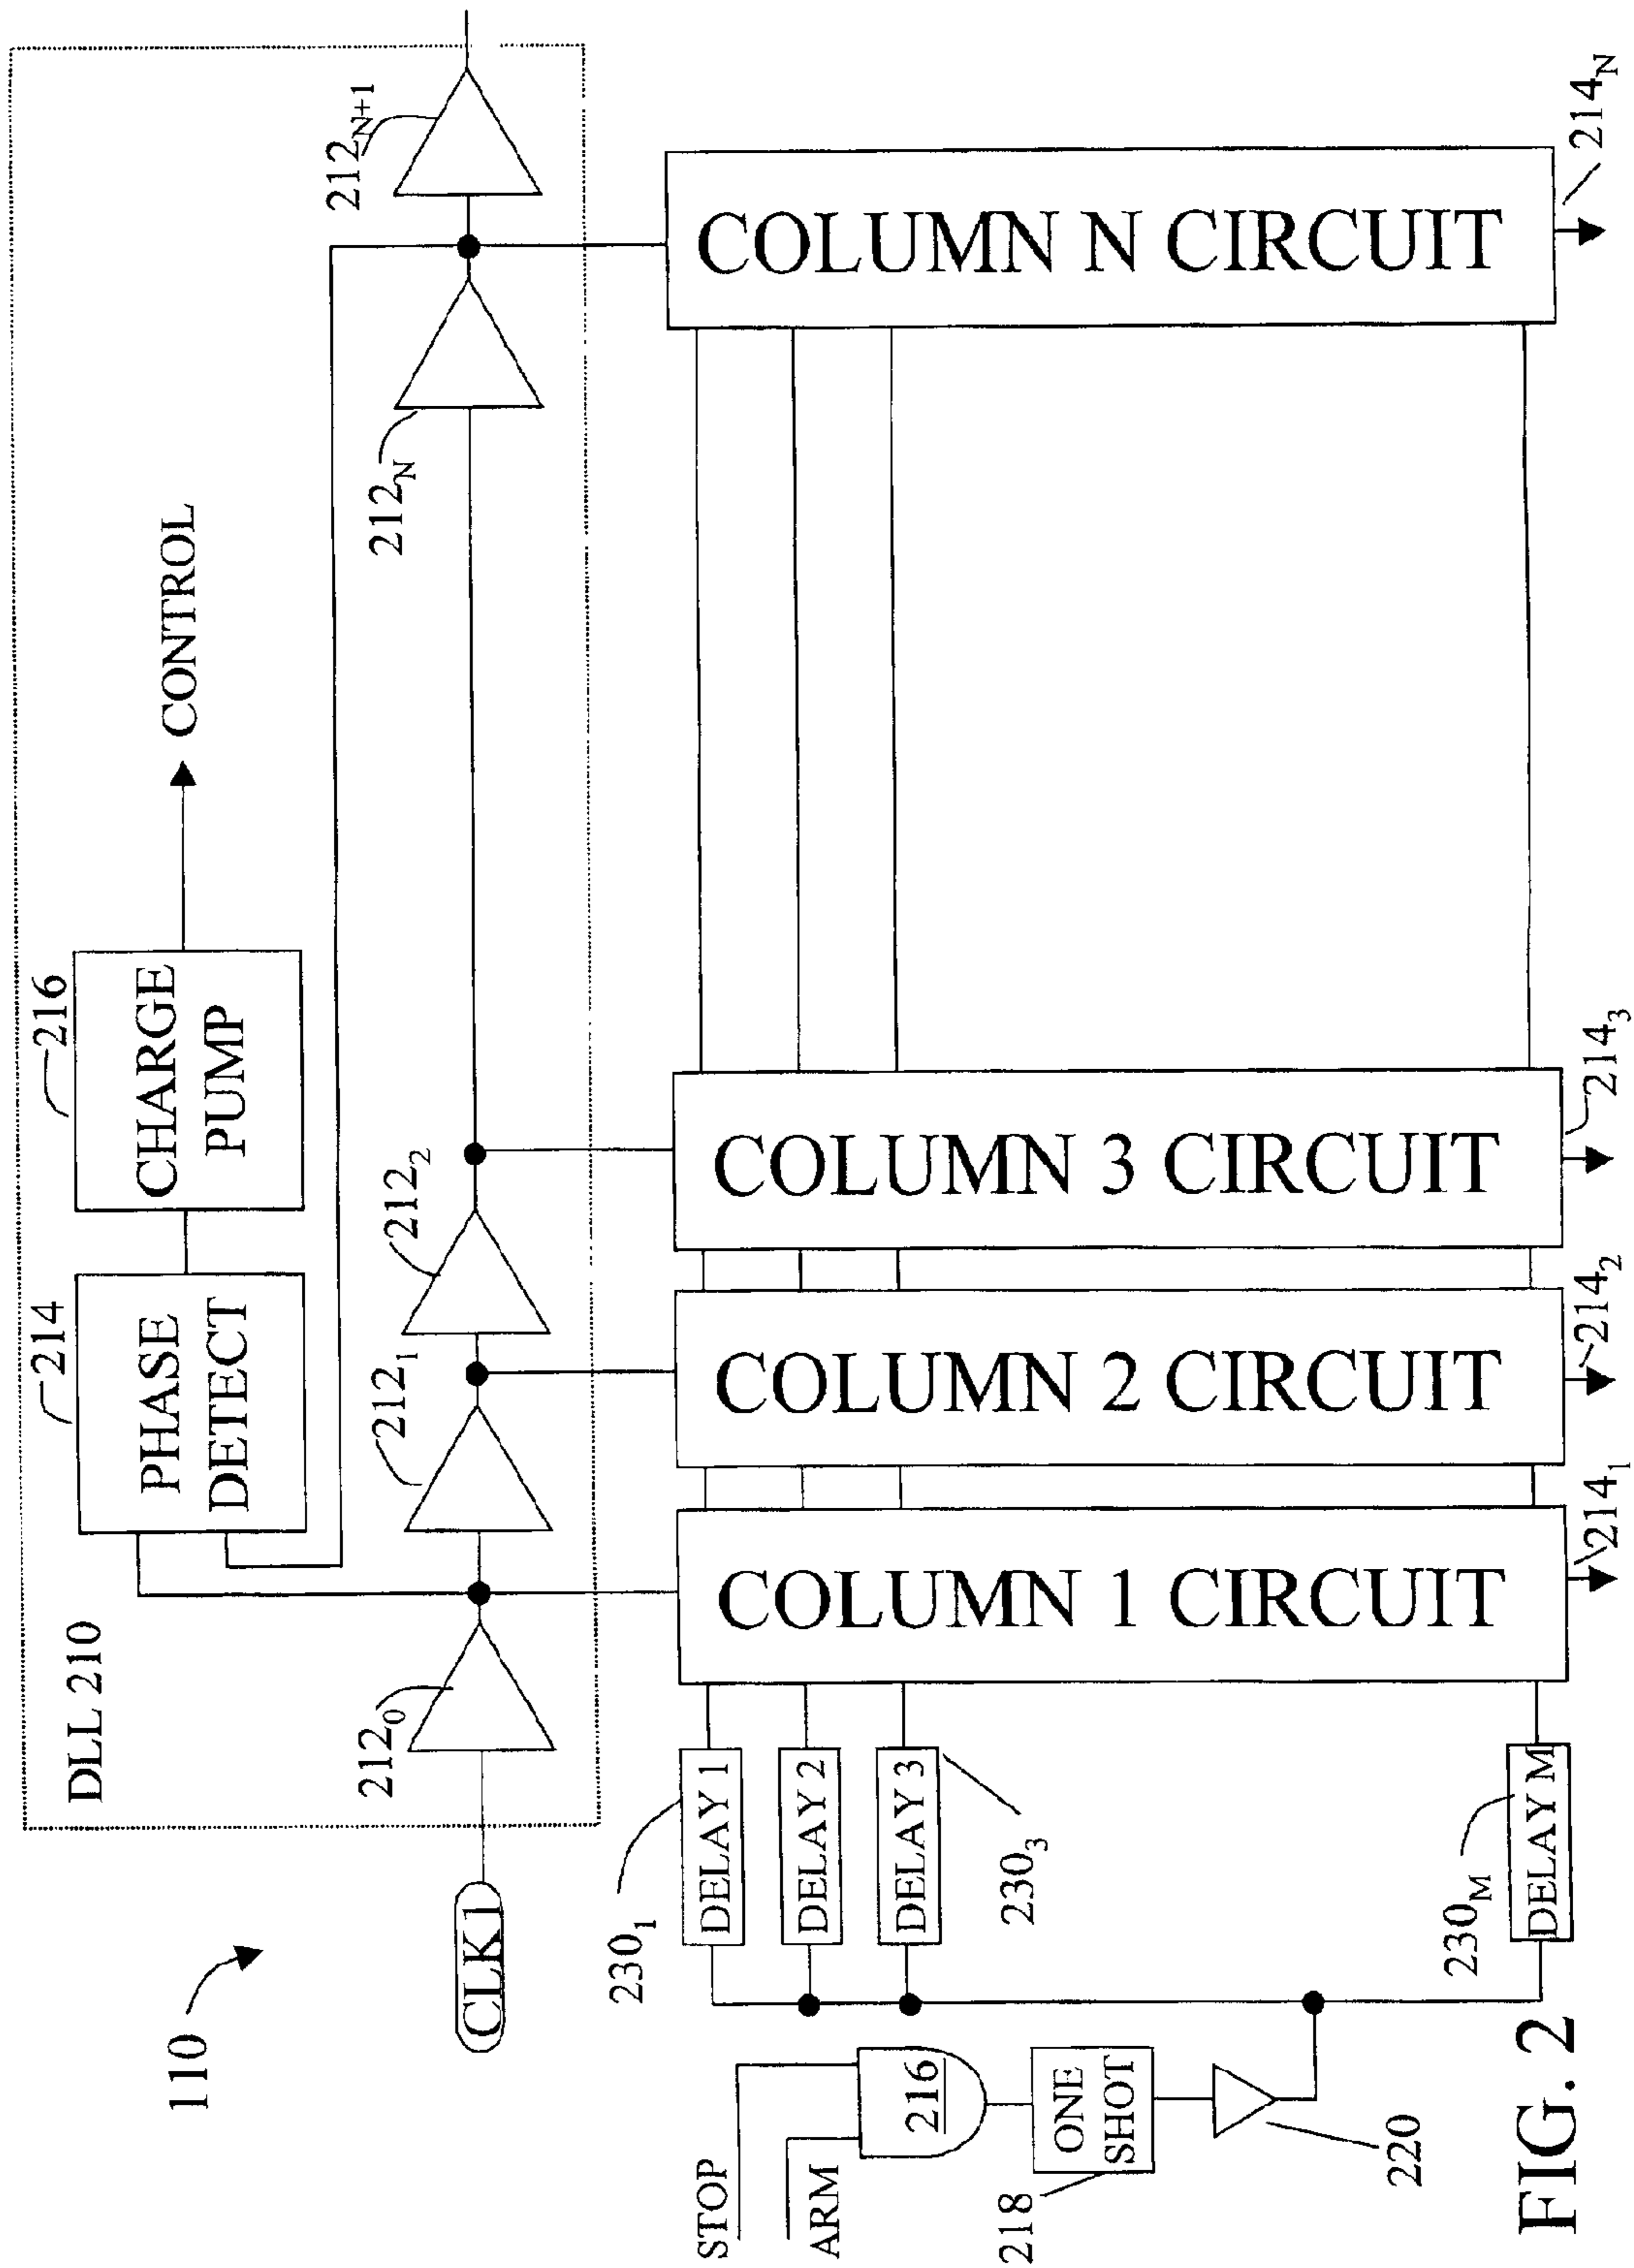 110
DLL 210
214
PHASE
DETECT
216
CHARGE
PUMP
CONTROL
CLK1
212₀
212₁
212₂
212N
212N+1
STOP
ARM
216
218
ONE
SHOT
220
230₁
DELAY 1
DELAY 2
DELAY 3
230₃
230M
DELAY M
COLUMN 1 CIRCUIT
COLUMN 2 CIRCUIT
COLUMN 3 CIRCUIT
COLUMN N CIRCUIT
214₁
214₂
214₃
214N
FIG. 2